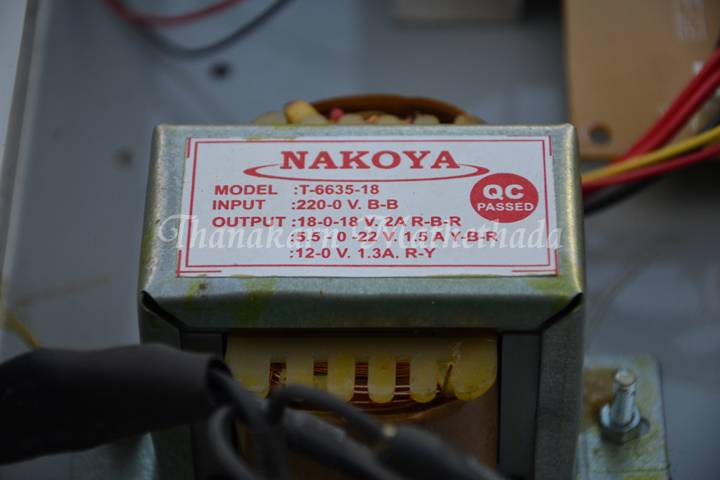 NAKOYA
MODEL :T-6635-18
INPUT :220-0 V. B-B
OUTPUT :18-0-18 V. 2A R-B-R
:5.5 - 0 -22 V. 1.5 A Y-B-R
:12-0 V. 1.3A. R-Y
QC
PASSED
Thanakarn